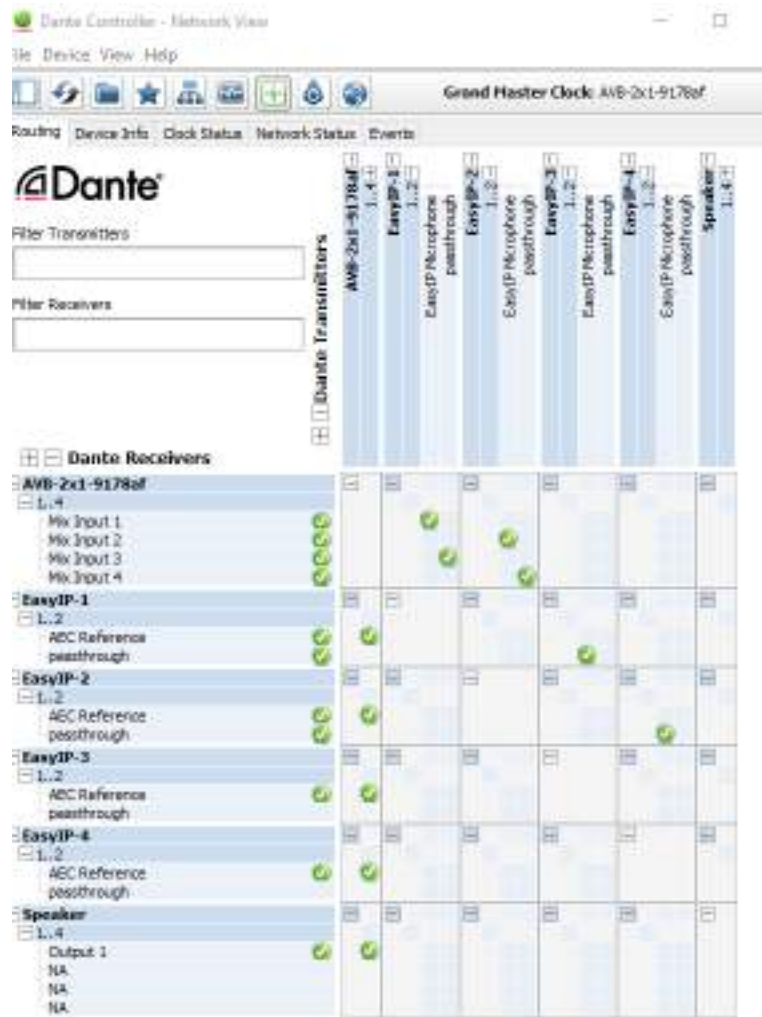 Dante Controller - Network View
File Device View Help
Grand Master Clock: AVB-2x1-9178af
Routing Device Info Clock Status Network Status Events
Dante
Filter Transmitters
Filter Receivers
Dante Transmitters
AVB-2x1-9178af
1..4
EasyIP-1
1..2
EasyIP Microphone
passthrough
EasyIP-2
1..2
EasyIP Microphone
passthrough
EasyIP-3
1..2
EasyIP Microphone
passthrough
EasyIP-4
1..2
EasyIP Microphone
passthrough
Speaker
1..4
Dante Receivers
AVB-2x1-9178af
1..4
Mix Input 1
Mix Input 2
Mix Input 3
Mix Input 4
EasyIP-1
1..2
AEC Reference
passthrough
EasyIP-2
1..2
AEC Reference
passthrough
EasyIP-3
1..2
AEC Reference
passthrough
EasyIP-4
1..2
AEC Reference
passthrough
Speaker
1..4
Output 1
NA
NA
NA